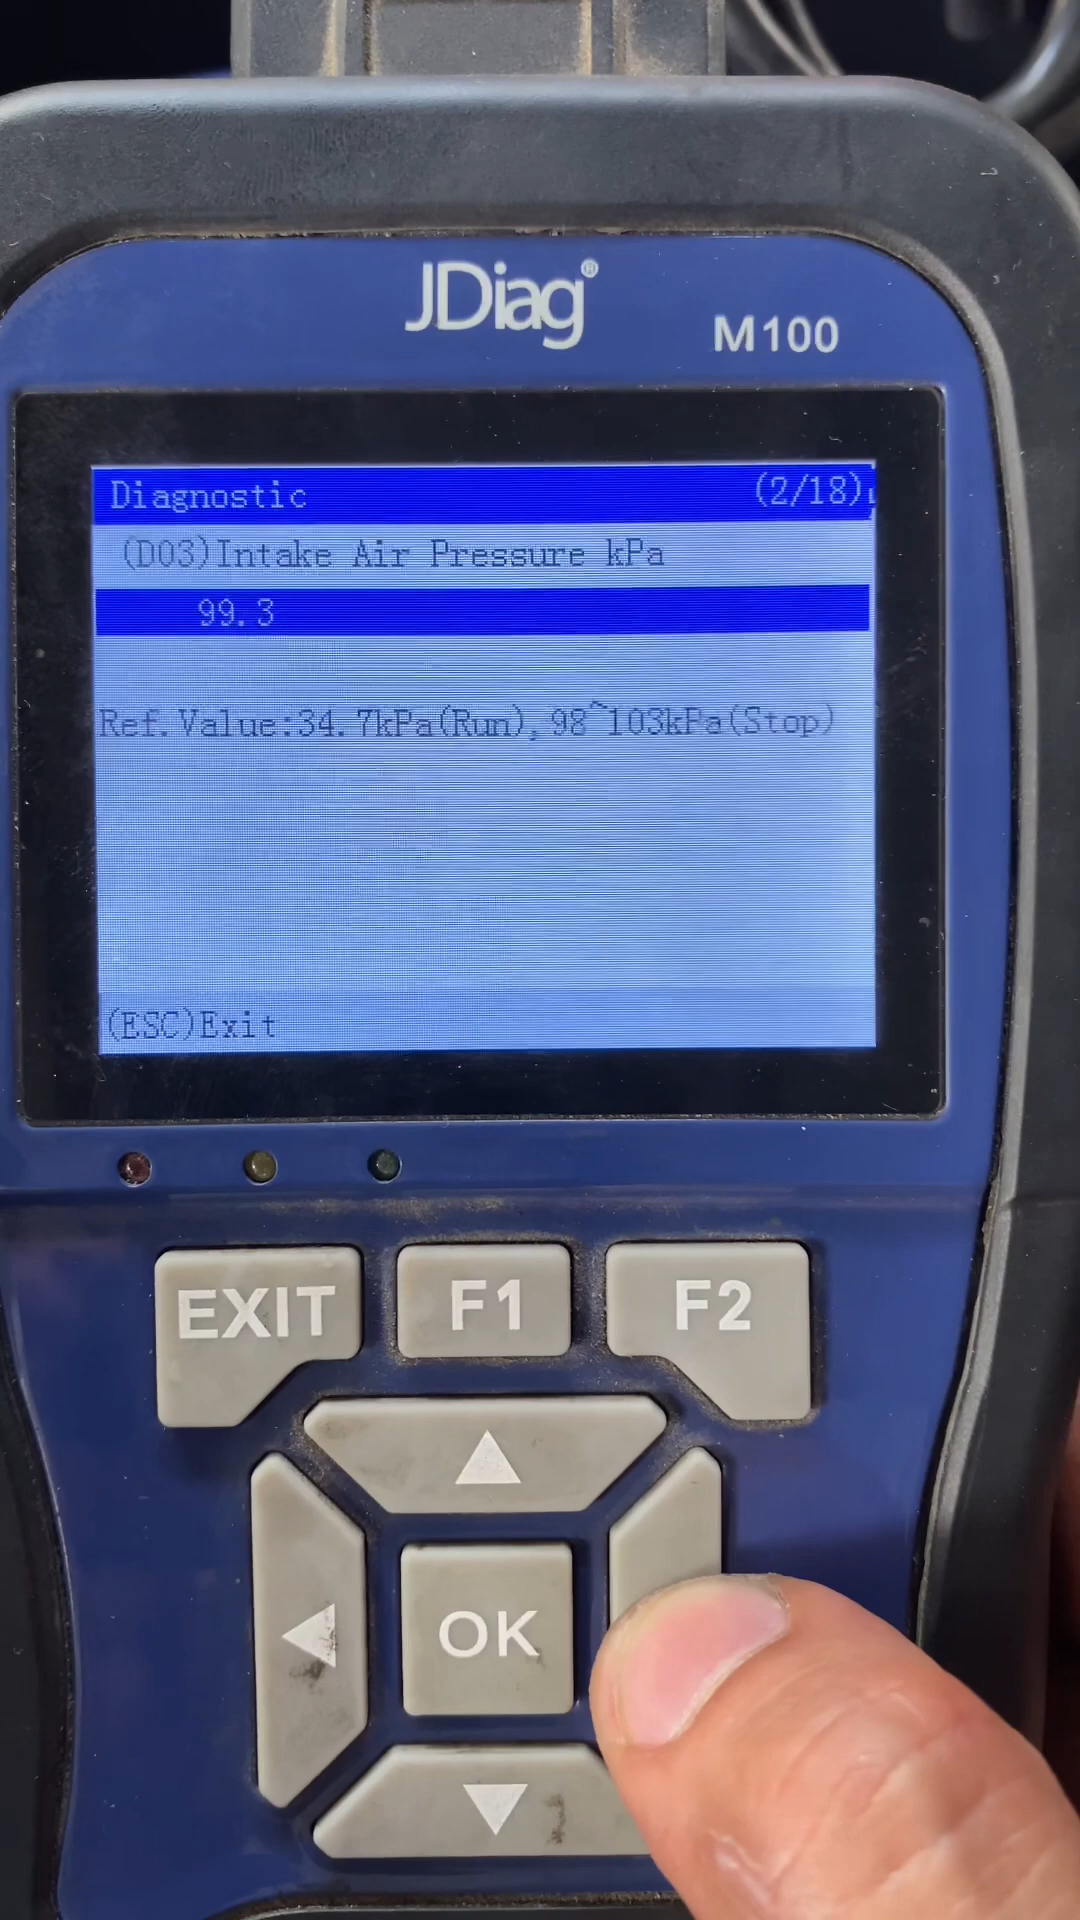 JDiag®
M100
Diagnostic (2/18)
(D03)Intake Air Pressure kPa
99.3
Ref.Value:34.7kPa(Run),98~103kPa(Stop)
(ESC)Exit
EXIT F1 F2
OK